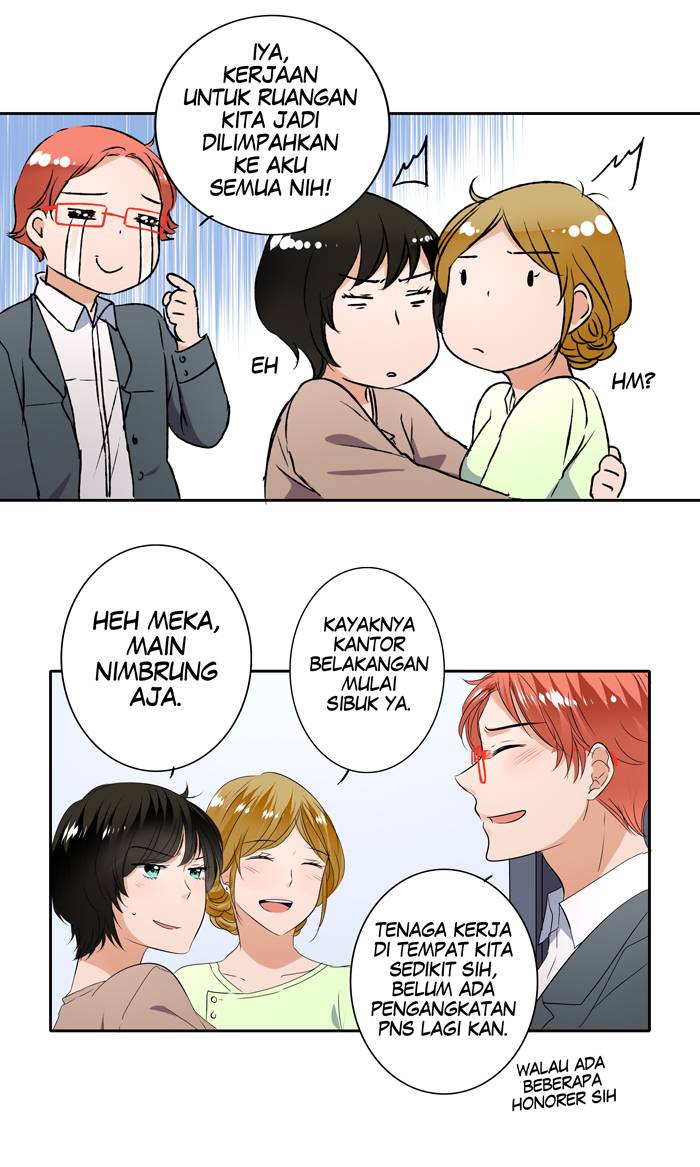 IYA,
KERJAAN
UNTUK RUANGAN
KITA JADI
DILIMPAHKAN
KE AKU
SEMUA NIH!
EH
HM?
HEH MEKA,
MAIN
NIMBRUNG
AJA.
KAYAKNYA
KANTOR
BELAKANGAN
MULAI
SIBUK YA.
TENAGA KERJA
DI TEMPAT KITA
SEDIKIT SIH,
BELUM ADA
PENGANGKATAN
PNS LAGI KAN.
WALAU ADA
BEBERAPA
HONORER SIH